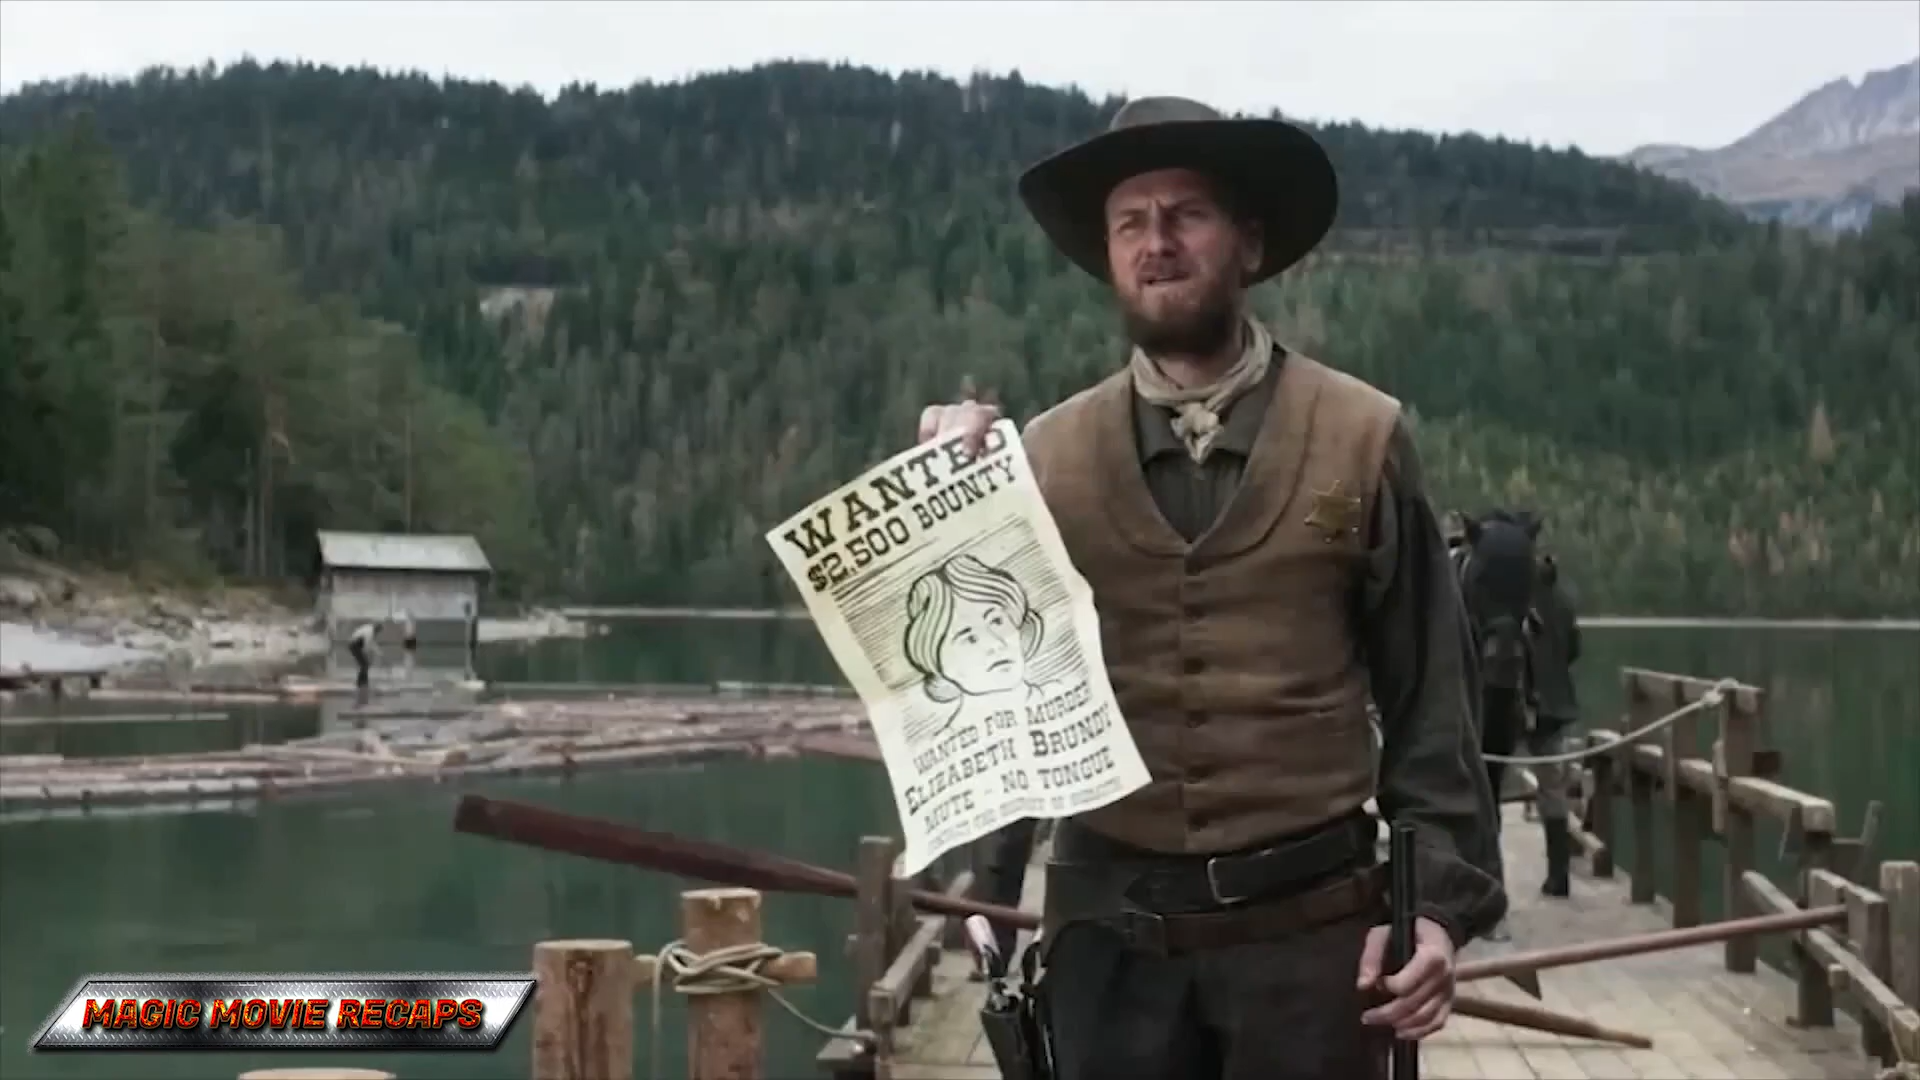 WANTED
$2,500 BOUNTY
WANTED FOR MURDER
ELIZABETH BRUNDY
MUTE - NO TONGUE
MAGIC MOVIE RECAPS